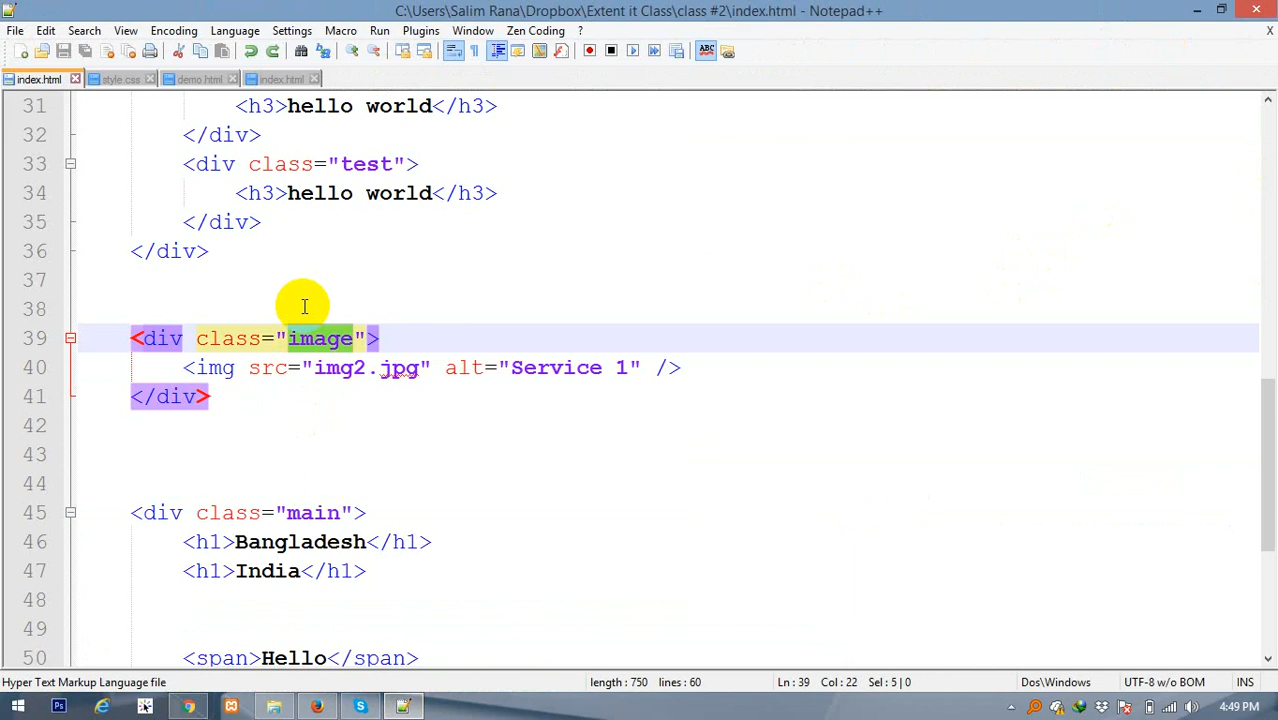 C:\Users\Salim Rana\Dropbox\Extent it Class\class #2\index.html - Notepad++
File Edit Search View Encoding Language Settings Macro Run Plugins Window Zen Coding ? X
index.html style.css demo.html index.html
31 <h3>hello world</h3>
32 </div>
33 <div class="test">
34 <h3>hello world</h3>
35 </div>
36 </div>
37
38
39 <div class="image">
40 <img src="img2.jpg" alt="Service 1" />
41 </div>
42
43
44
45 <div class="main">
46 <h1>Bangladesh</h1>
47 <h1>India</h1>
48
49
50 <span>Hello</span>
Hyper Text Markup Language file length : 750 lines : 60 Ln : 39 Col : 22 Sel : 5 | 0 Dos\Windows UTF-8 w/o BOM INS
4:49 PM